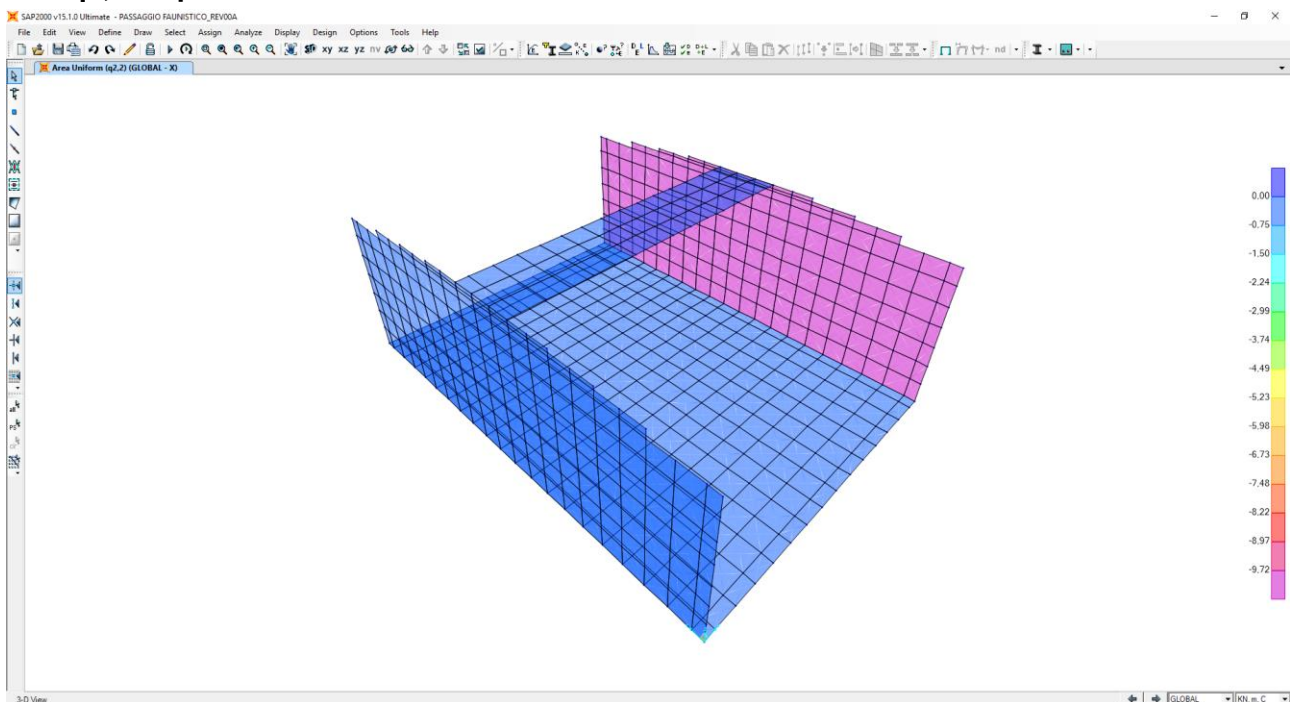 SAP2000 v15.1.0 Ultimate - PASSAGGIO FAUNISTICO_REV00A
File Edit View Define Draw Select Assign Analyze Display Design Options Tools Help
xy xz yz nv nd
Area Uniform (q2,2) (GLOBAL - X)
0.00
-0.75
-1.50
-2.24
-2.99
-3.74
-4.49
-5.23
-5.98
-6.73
-7.48
-8.22
-8.97
-9.72
3-D View
GLOBAL KN, m, C